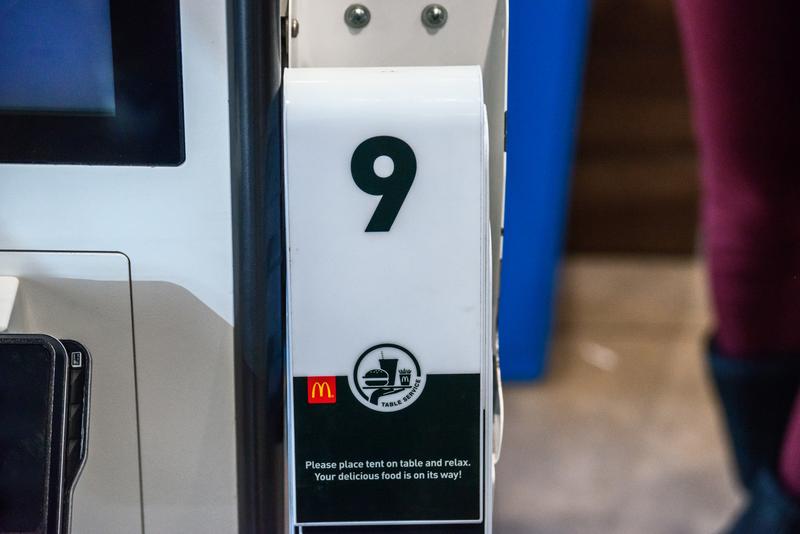 9
TABLE SERVICE
Please place tent on table and relax.
Your delicious food is on its way!